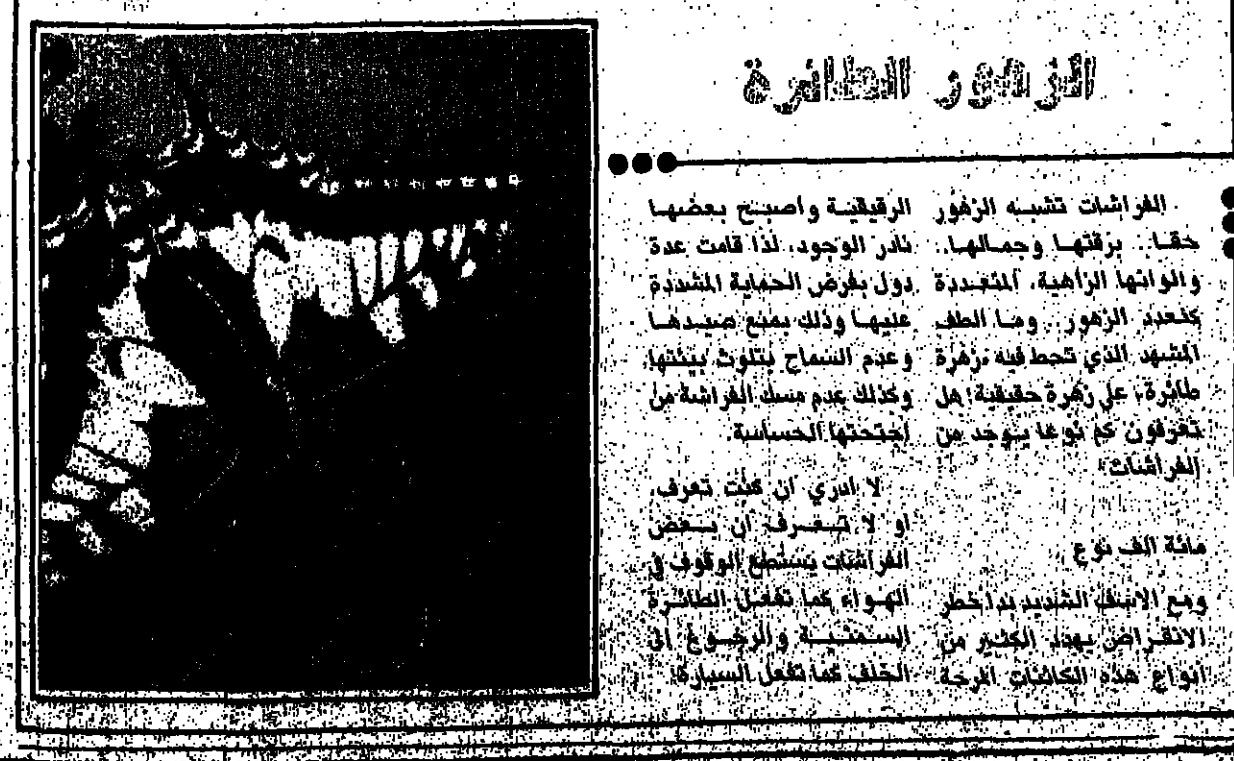 الزهور الطائرة
الفراشات تشبه الزهور
حقا.. برقتها وجمالها..
والوانها الزاهية، المتعددة
كتعدد الزهور.. وما الطف
المشهد الذي تحط فيه «زهرة
طائرة» على زهرة حقيقية! هل
تعرفون كم نوعا يوجد من
الفراشات؟
مائة الف نوع
ومع الاسف الشديد بدا خطر
الانقراض يهدد الكثير من
انواع هذه الكائنات المرحة
الرقيقة واصبح بعضها
نادر الوجود، لذا قامت عدة
دول بفرض الحماية المشددة
عليها وذلك بمنع صيدها
وعدم السماح بتلوث بيئتها،
وكذلك عدم مسك الفراشة من
اجنحتها الحساسة.
لا ادري ان كنت تعرف،
او لا تعرف ان بعض
الفراشات يستطع الوقوف في
الهواء كما تفعل الطائرة
السمتية والرجوع الى
الخلف كما تفعل السيارة!